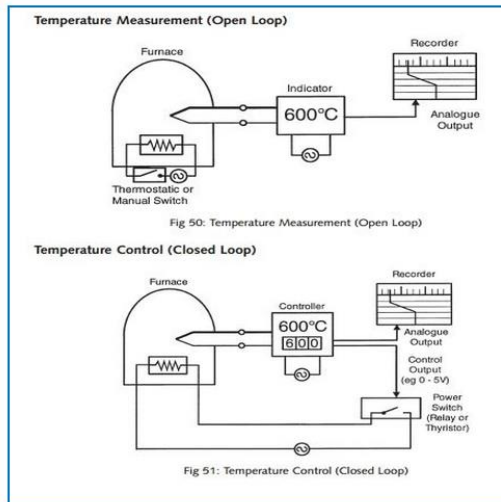 Temperature Measurement (Open Loop)
Furnace
Recorder
Indicator
600°C
Analogue
Output
Thermostatic or
Manual Switch
Fig 50: Temperature Measurement (Open Loop)
Temperature Control (Closed Loop)
Furnace
Recorder
Controller
600°C
600
Analogue
Output
Control
Output
(eg 0 - 5V)
Power
Switch
(Relay or
Thyristor)
Fig 51: Temperature Control (Closed Loop)